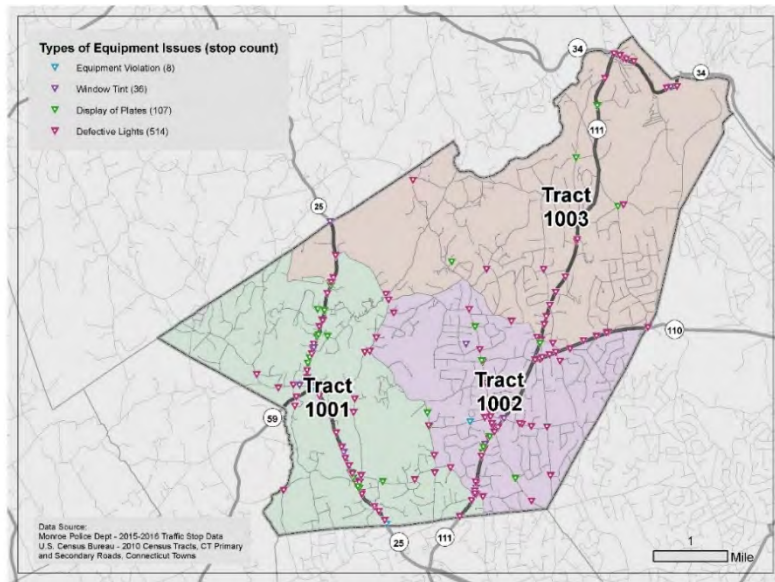 Types of Equipment Issues (stop count)
Equipment Violation (8)
Window Tint (36)
Display of Plates (107)
Defective Lights (514)
34
34
111
Tract
1003
25
110
Tract
1001
Tract
1002
59
25
111
Data Source:
Monroe Police Dept - 2015-2016 Traffic Stop Data
U.S. Census Bureau - 2010 Census Tracts, CT Primary
and Secondary Roads, Connecticut Towns
1
Mile